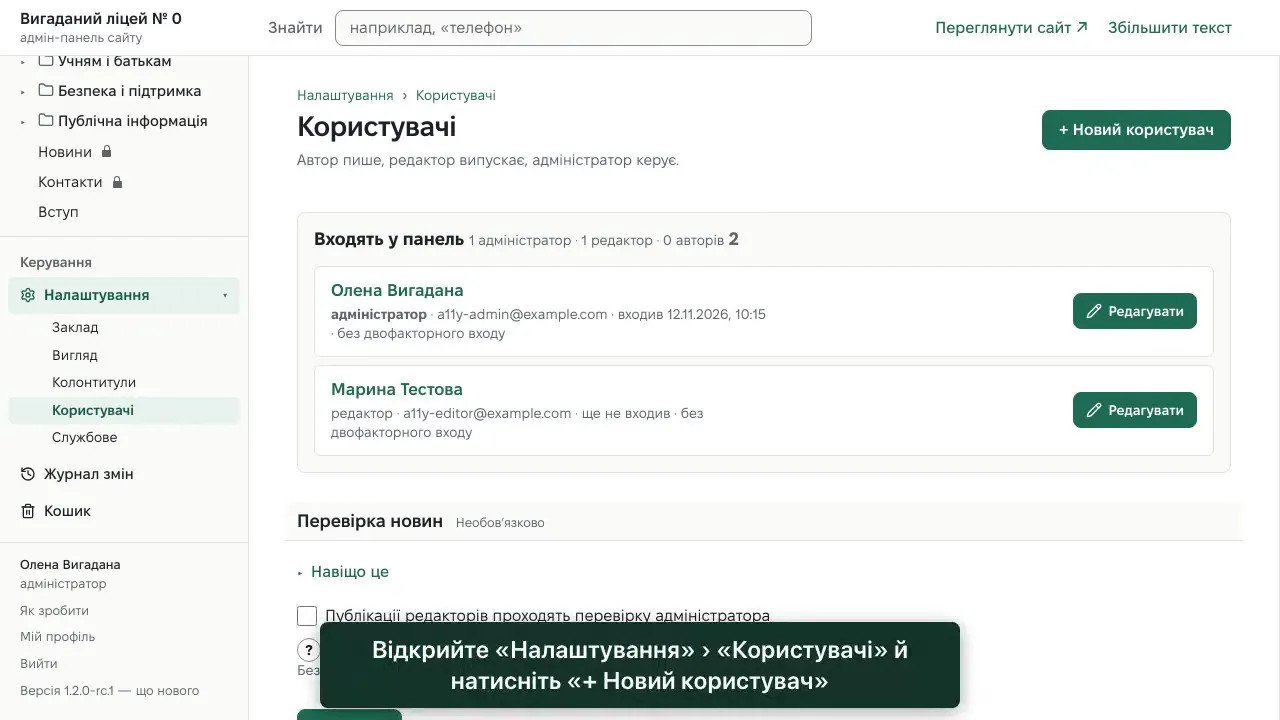 Вигаданий ліцей № 0
адмін-панель сайту
Знайти
наприклад, «телефон»
Переглянути сайт ↗
Збільшити текст
Учням і батькам
Безпека і підтримка
Публічна інформація
Новини
Контакти
Вступ
Керування
Налаштування
Заклад
Вигляд
Колонтитули
Користувачі
Службове
Журнал змін
Кошик
Олена Вигадана
адміністратор
Як зробити
Мій профіль
Вийти
Версія 1.2.0-rc.1 — що нового
Налаштування › Користувачі
Користувачі
Автор пише, редактор випускає, адміністратор керує.
+ Новий користувач
Входять у панель 1 адміністратор · 1 редактор · 0 авторів 2
Олена Вигадана
адміністратор · a11y-admin@example.com · входив 12.11.2026, 10:15
· без двофакторного входу
Редагувати
Марина Тестова
редактор · a11y-editor@example.com · ще не входив · без
двофакторного входу
Редагувати
Перевірка новин Необов'язково
Навіщо це
Публікації редакторів проходять перевірку адміністратора
?
Без
Відкрийте «Налаштування» › «Користувачі» й
натисніть «+ Новий користувач»